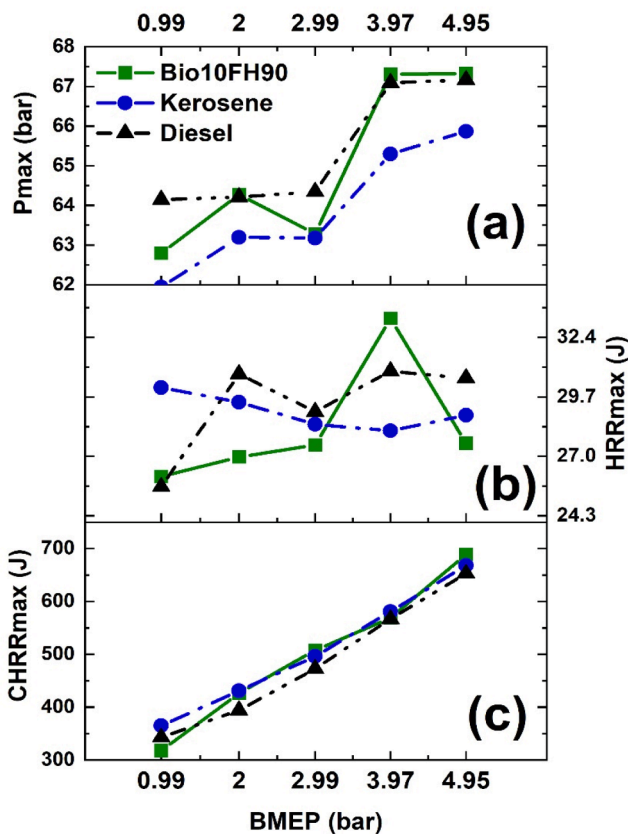 0.99 2 2.99 3.97 4.95
68
67
66
65
64
63
62
Pmax (bar)
Bio10FH90
Kerosene
Diesel
(a)
32.4
29.7
27.0
24.3
HRRmax (J)
(b)
700
600
500
400
300
CHRRmax (J)
(c)
0.99 2 2.99 3.97 4.95
BMEP (bar)